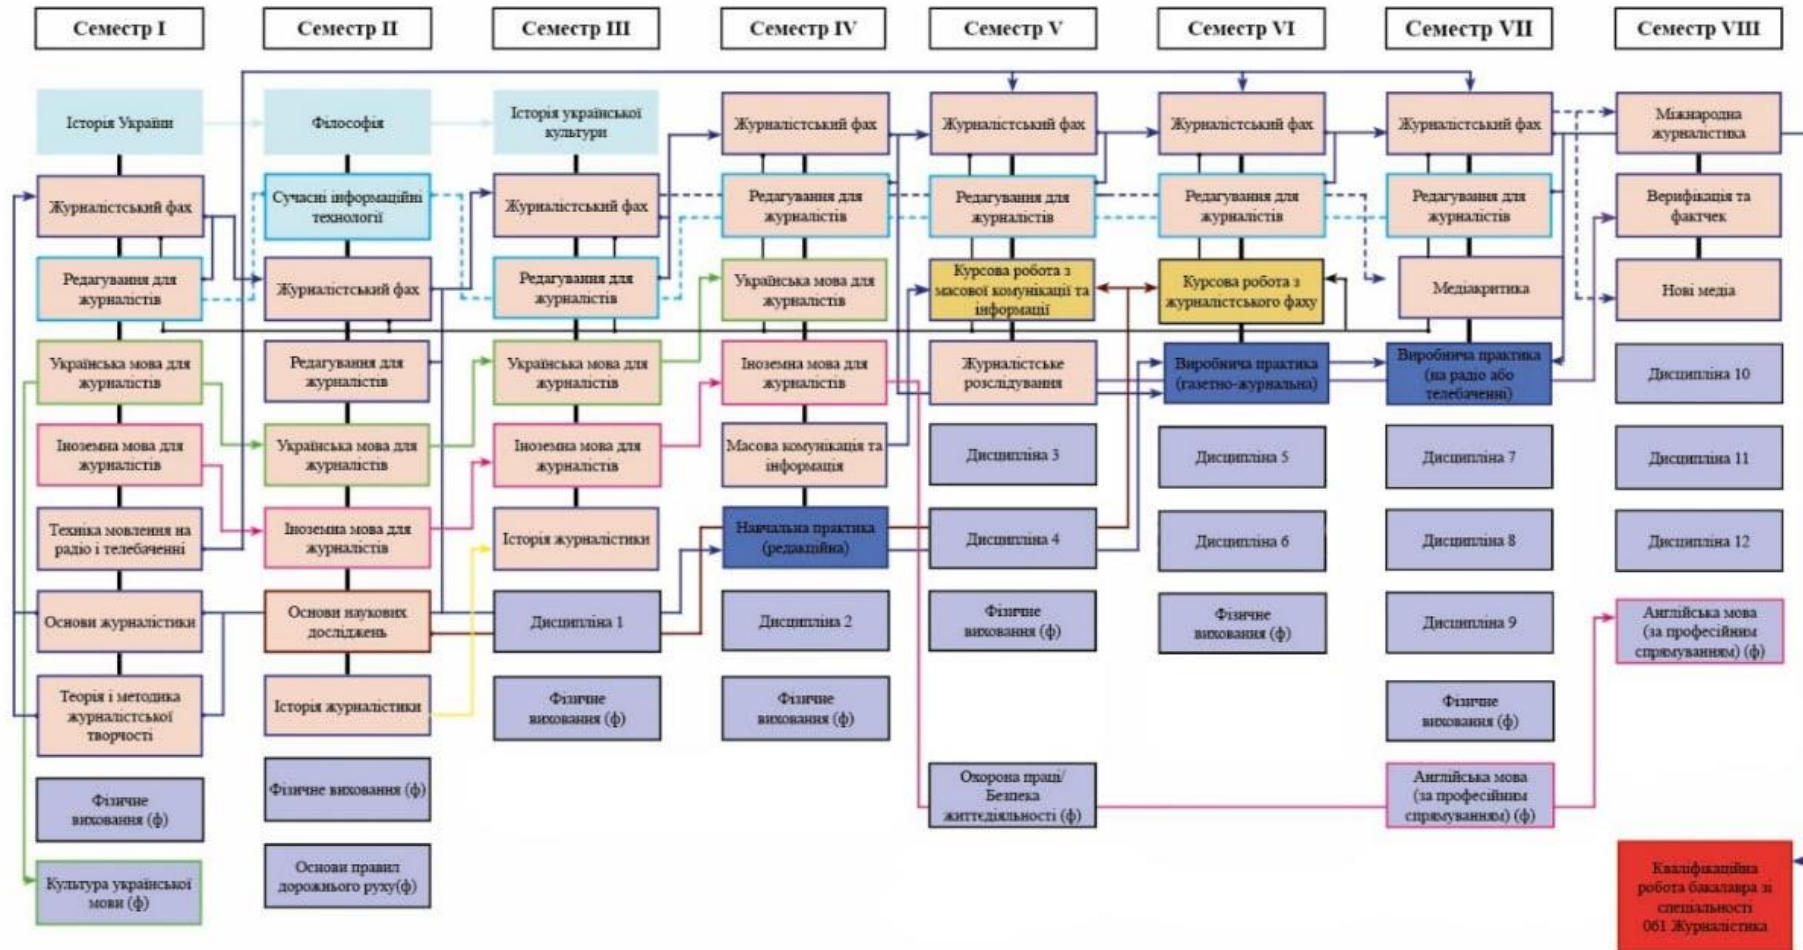 Семестр I
Семестр II
Семестр III
Семестр IV
Семестр V
Семестр VI
Семестр VII
Семестр VIII
Історія України
Журналістський фах
Редагування для
журналістів
Українська мова для
журналістів
Іноземна мова для
журналістів
Техніка мовлення на
радіо і телебаченні
Основи журналістики
Теорія і методика
журналістської
творчості
Фізичне
виховання (ф)
Культура української
мови (ф)
Філософія
Сучасні інформаційні
технології
Журналістський фах
Редагування для
журналістів
Українська мова для
журналістів
Іноземна мова для
журналістів
Основи наукових
досліджень
Історія журналістики
Фізичне виховання (ф)
Основи правил
дорожнього руху(ф)
Історія української
культури
Журналістський фах
Редагування для
журналістів
Українська мова для
журналістів
Іноземна мова для
журналістів
Історія журналістики
Дисципліна 1
Фізичне
виховання (ф)
Журналістський фах
Редагування для
журналістів
Українська мова для
журналістів
Іноземна мова для
журналістів
Масова комунікація та
інформація
Навчальна практика
(редакційна)
Дисципліна 2
Фізичне
виховання (ф)
Журналістський фах
Редагування для
журналістів
Курсова робота з
масової комунікації та
інформації
Журналістське
розслідування
Дисципліна 3
Дисципліна 4
Фізичне
виховання (ф)
Охорона праці/
Безпека
життєдіяльності (ф)
Журналістський фах
Редагування для
журналістів
Курсова робота з
журналістського фаху
Виробнича практика
(газетно-журнальна)
Дисципліна 5
Дисципліна 6
Фізичне
виховання (ф)
Журналістський фах
Редагування для
журналістів
Медіакритика
Виробнича практика
(на радіо або
телебаченні)
Дисципліна 7
Дисципліна 8
Дисципліна 9
Фізичне
виховання (ф)
Англійська мова
(за професійним
спрямуванням) (ф)
Міжнародна
журналістика
Верифікація та
фактчек
Нові медіа
Дисципліна 10
Дисципліна 11
Дисципліна 12
Англійська мова
(за професійним
спрямуванням) (ф)
Кваліфікаційна
робота бакалавра зі
спеціальності
061 Журналістика